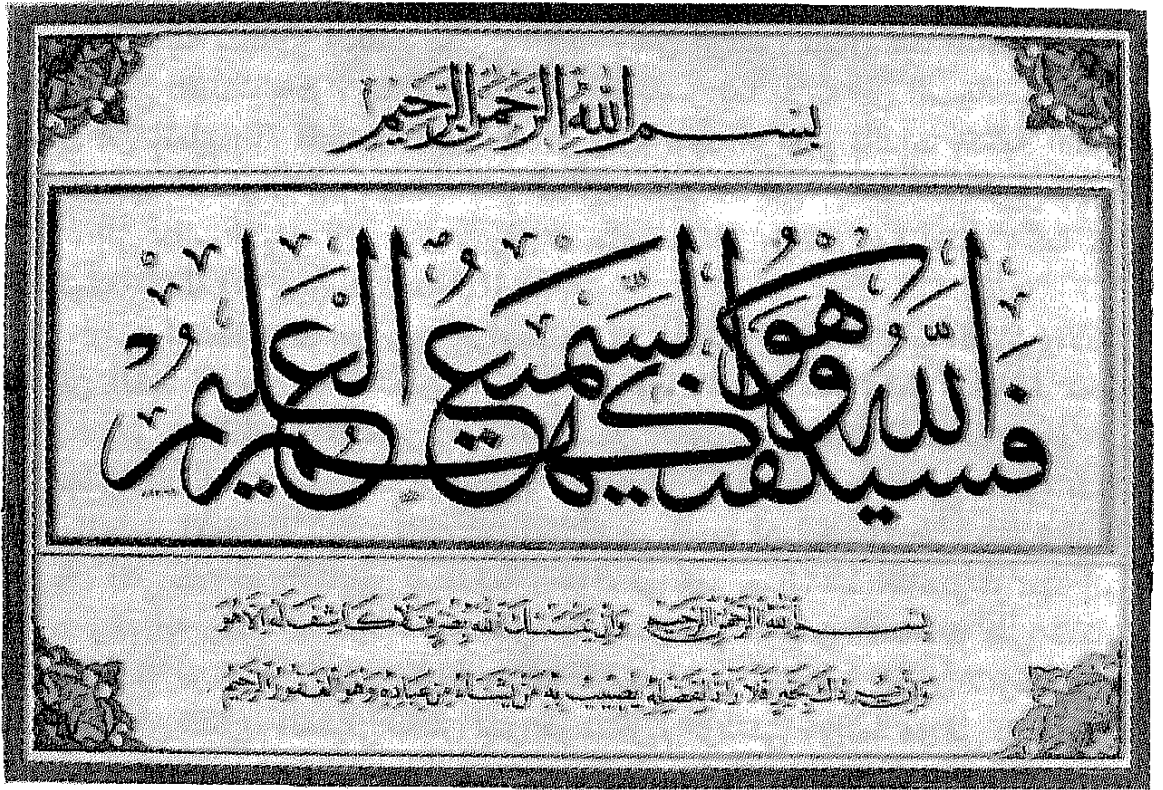 بسم الله الرحمن الرحيم
فسيكفيكهم الله وهو السميع العليم
بسم الله الرحمن الرحيم وإن يمسسك الله بضر فلا كاشف له إلا هو
وإن يردك بخير فلا راد لفضله يصيب به من يشاء من عباده وهو الغفور الرحيم